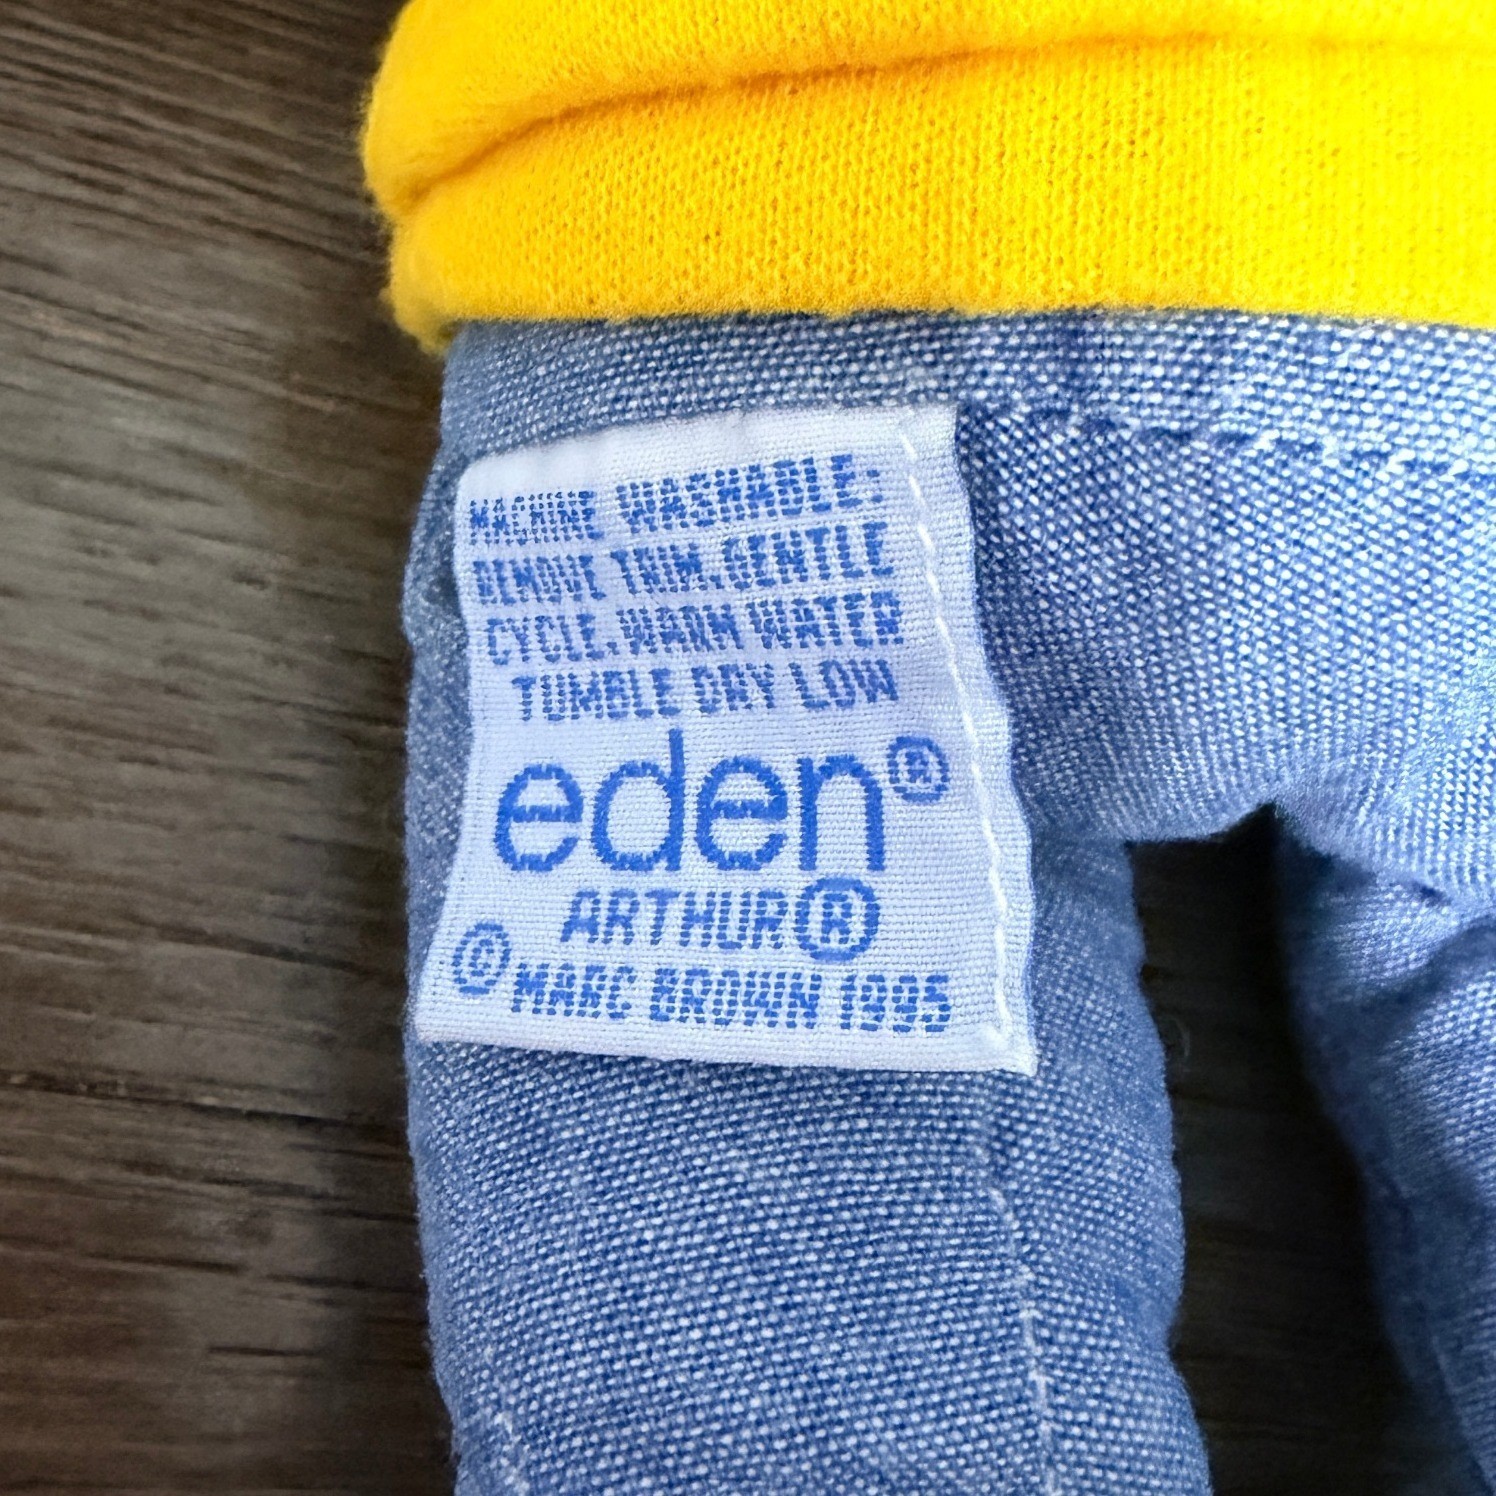 MACHINE WASHABLE:
REMOVE TRIM, GENTLE
CYCLE, WARM WATER
TUMBLE DRY LOW
eden®
ARTHUR®
© MARC BROWN 1995